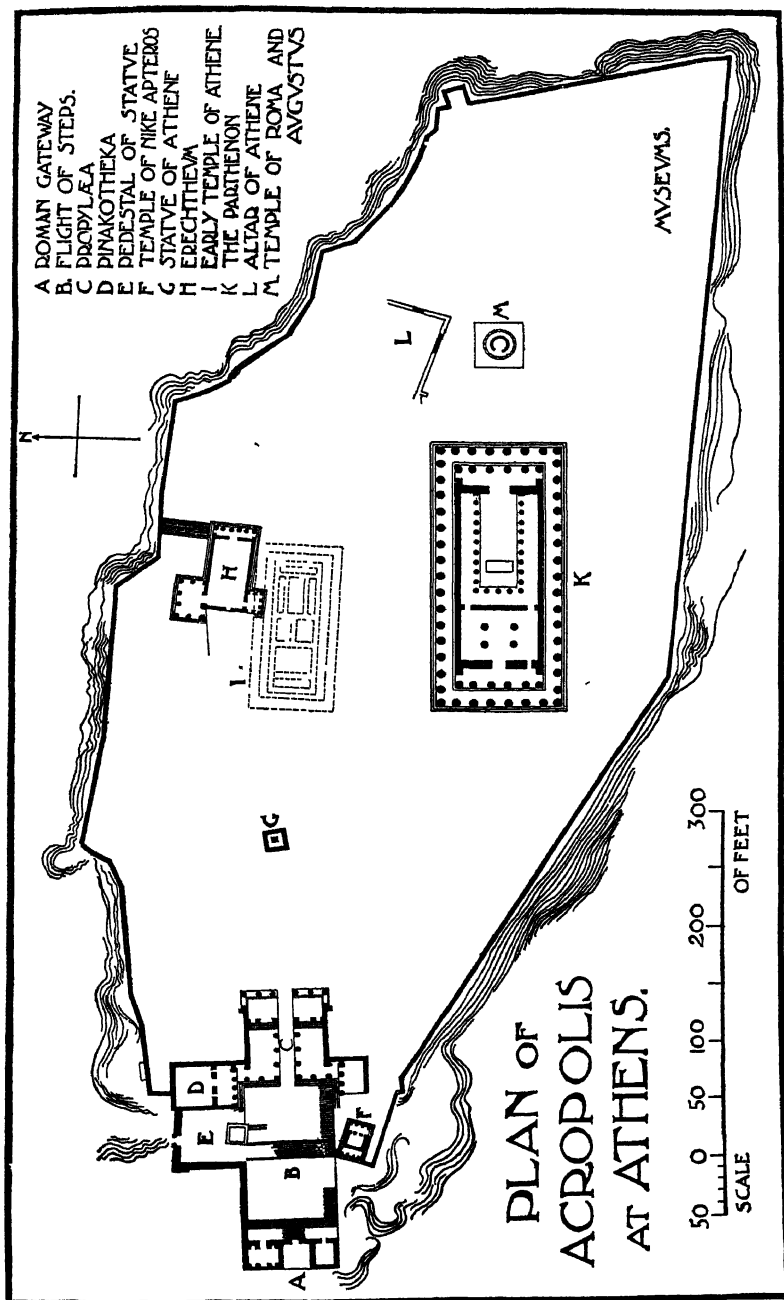 A ROMAN GATEWAY
B. FLIGHT OF STEPS.
C PROPYLÆA
D PINAKOTHEKA
E PEDESTAL OF STATVE
F TEMPLE OF NIKE APTEROS
G STATVE OF ATHENE
H ERECHTHEVM
I EARLY TEMPLE OF ATHENE.
K THE PARTHENON
L ALTAR OF ATHENE
M. TEMPLE OF ROMA AND
AVGVSTVS
N
D
E
C
B
A
F
G
I
H
K
L
M
MVSEVMS.
PLAN OF
ACROPOLIS
AT ATHENS.
50 0 50 100 200 300
SCALE OF FEET